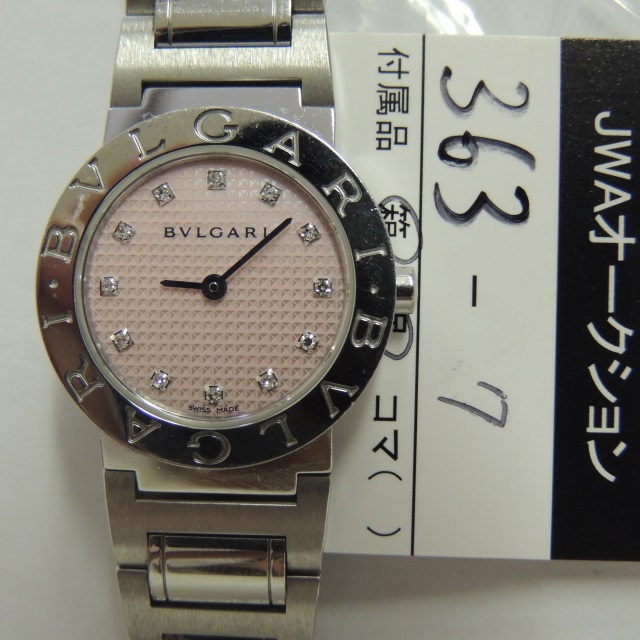 BVLGARI · BVLGARI ·
BVLGARI
SWISS MADE
JWAオークション
363-7
付属品 箱 コマ( )